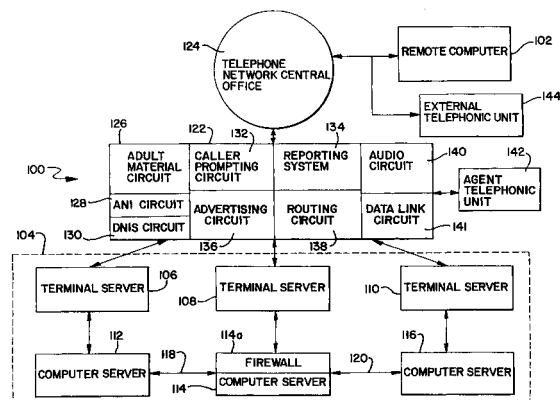 124
TELEPHONE
NETWORK CENTRAL
OFFICE
REMOTE COMPUTER
102
EXTERNAL TELEPHONIC
UNIT
144
126
122
132
134
140
142
100
ADULT
MATERIAL
CIRCUIT
CALLER
PROMPTING
CIRCUIT
REPORTING
SYSTEM
AUDIO
CIRCUIT
AGENT
TELEPHONIC
UNIT
128
ANI CIRCUIT
130
DNIS CIRCUIT
ADVERTISING
CIRCUIT
136
ROUTING
CIRCUIT
138
DATA LINK
CIRCUIT
141
104
TERMINAL SERVER
106
TERMINAL SERVER
108
TERMINAL SERVER
110
112
114a
116
COMPUTER SERVER
118
FIREWALL
COMPUTER SERVER
114
120
COMPUTER SERVER